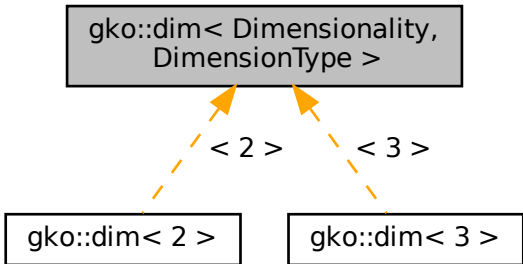 gko::dim< Dimensionality,
DimensionType >
< 2 >
< 3 >
gko::dim< 2 >
gko::dim< 3 >